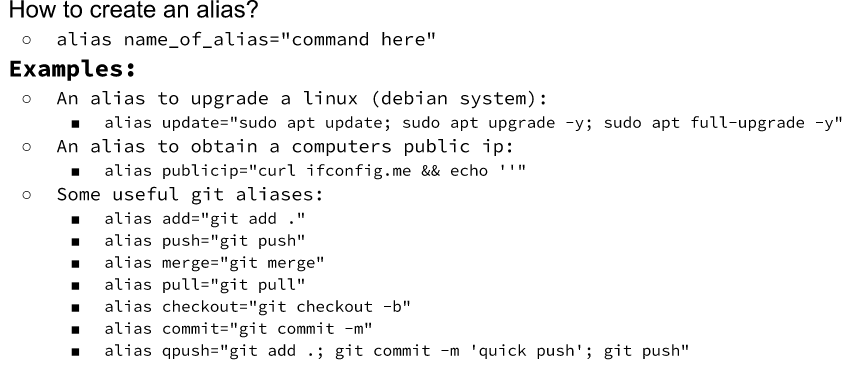 How to create an alias?
○ alias name_of_alias="command here"
Examples:
○ An alias to upgrade a linux (debian system):
■ alias update="sudo apt update; sudo apt upgrade -y; sudo apt full-upgrade -y"
○ An alias to obtain a computers public ip:
■ alias publicip="curl ifconfig.me && echo ''"
○ Some useful git aliases:
■ alias add="git add ."
■ alias push="git push"
■ alias merge="git merge"
■ alias pull="git pull"
■ alias checkout="git checkout -b"
■ alias commit="git commit -m"
■ alias qpush="git add .; git commit -m 'quick push'; git push"